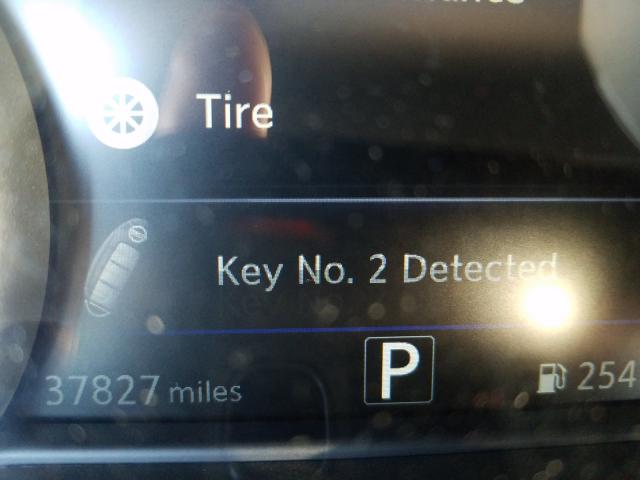 Tire
Key No. 2 Detected
37827 miles
P
254